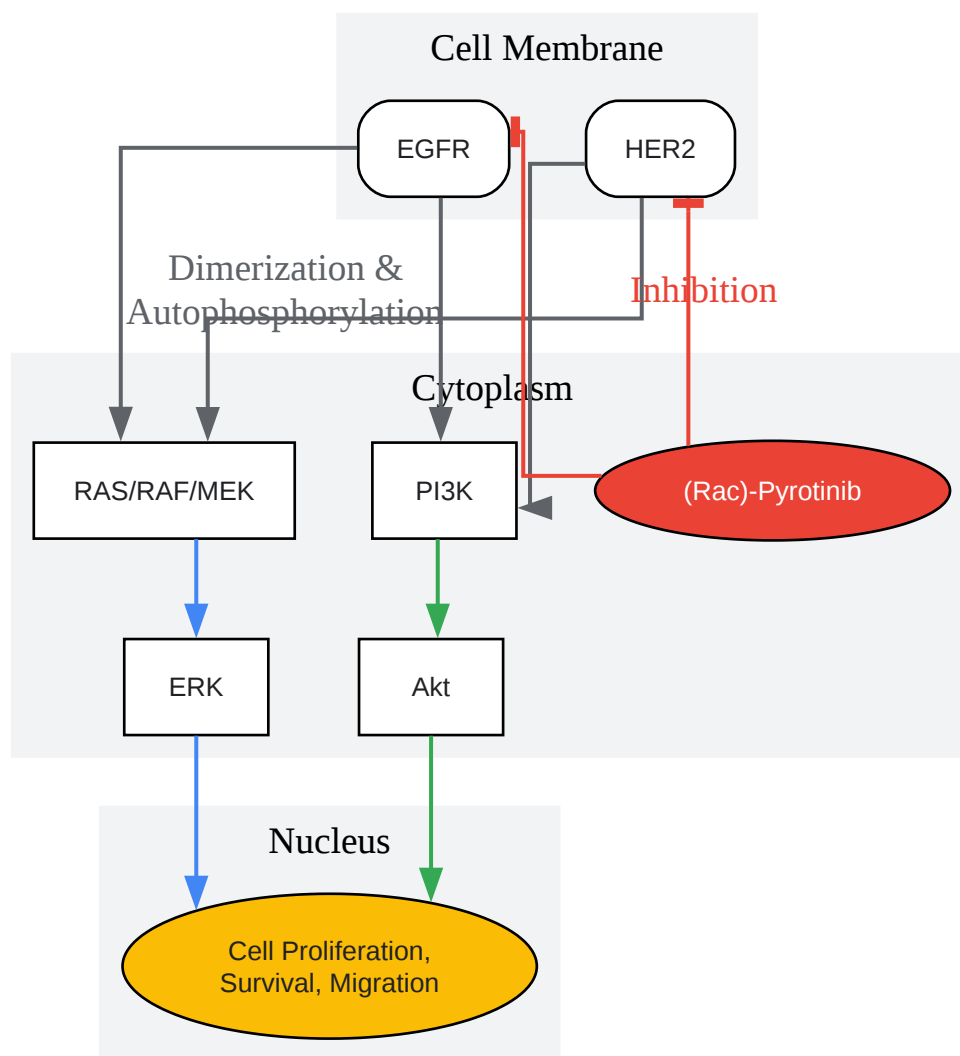 Cell Membrane
EGFR
HER2
Dimerization &
Autophosphorylation
Inhibition
Cytoplasm
RAS/RAF/MEK
PI3K
(Rac)-Pyrotinib
ERK
Akt
Nucleus
Cell Proliferation,
Survival, Migration